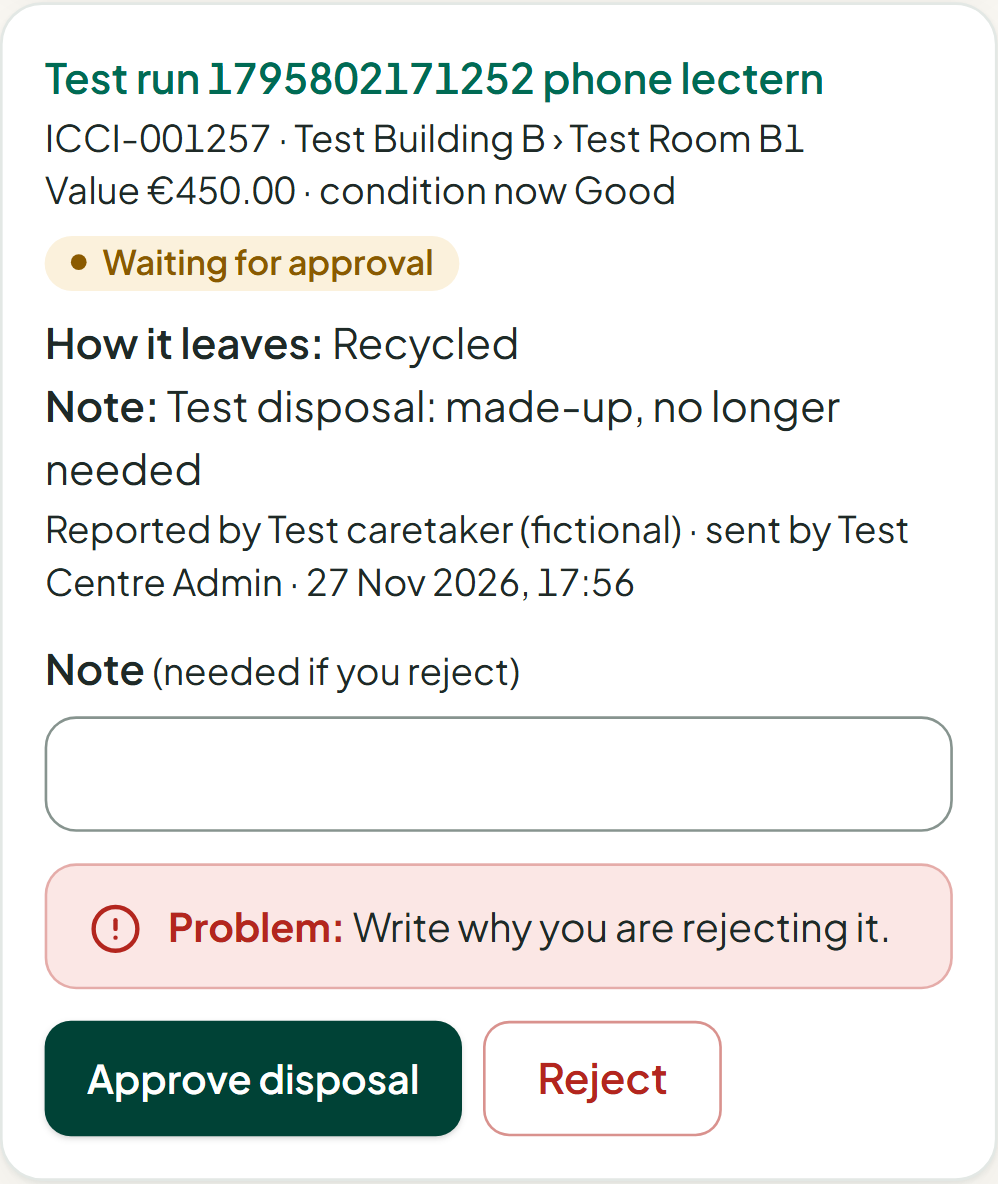 Test run 1795802171252 phone lectern
ICCI-001257 · Test Building B › Test Room B1
Value €450.00 · condition now Good
Waiting for approval
How it leaves: Recycled
Note: Test disposal: made-up, no longer
needed
Reported by Test caretaker (fictional) · sent by Test
Centre Admin · 27 Nov 2026, 17:56
Note (needed if you reject)
Problem: Write why you are rejecting it.
Approve disposal
Reject